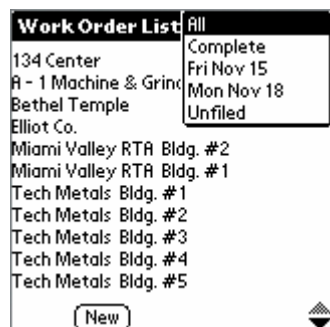 Work Order List
All
Complete
Fri Nov 15
Mon Nov 18
Unfiled
134 Center
A - 1 Machine &
Bethel Temple
Elliot Co.
Miami Valley RTA Bldg. #2
Miami Valley RTA Bldg. #1
Tech Metals Bldg. #1
Tech Metals Bldg. #2
Tech Metals Bldg. #3
Tech Metals Bldg. #4
Tech Metals Bldg. #5
New